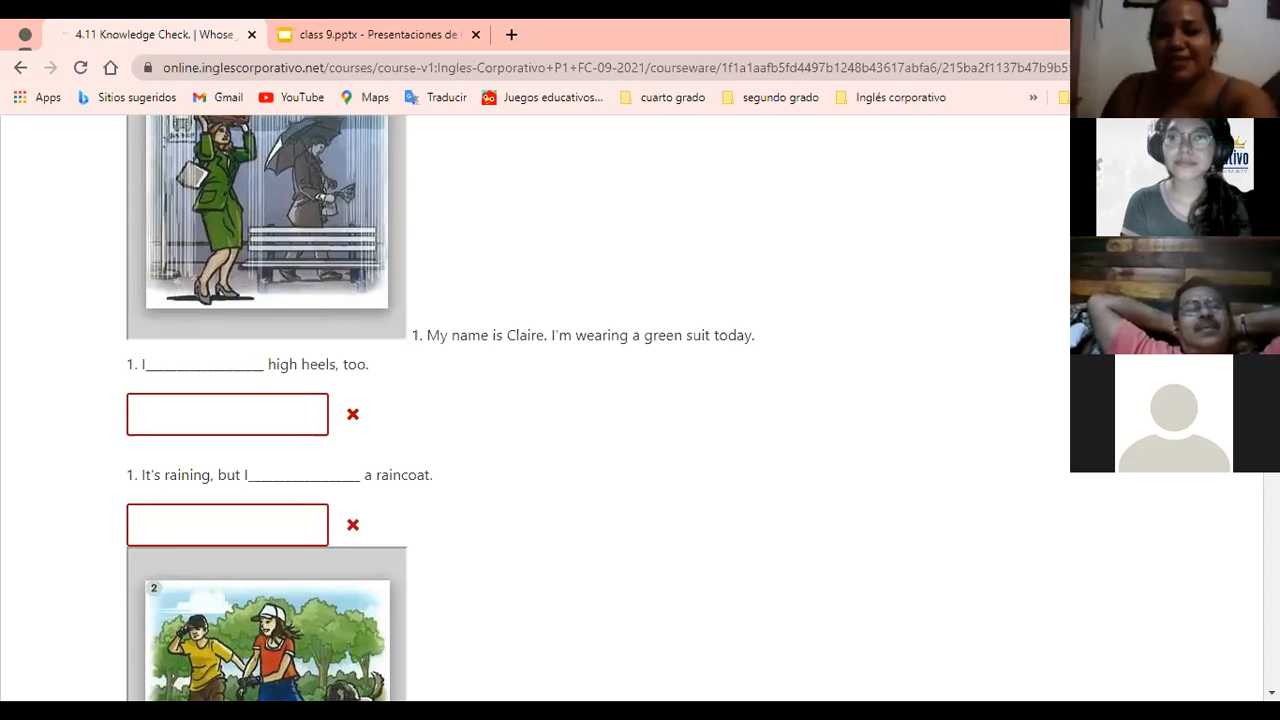 4.11 Knowledge Check. | Whose
class 9.pptx - Presentaciones de
online.inglescorporativo.net/courses/course-v1:Ingles-Corporativo+P1+FC-09-2021/courseware/1f1a1aafb5fd4497b1248b43617abfa6/215ba2f1137b47b9b5
Apps
Sitios sugeridos
Gmail
YouTube
Maps
Traducir
Juegos educativos...
cuarto grado
segundo grado
Inglés corporativo
»
1. My name is Claire. I'm wearing a green suit today.
1. I__________________ high heels, too.
1. It's raining, but I_________________ a raincoat.
2